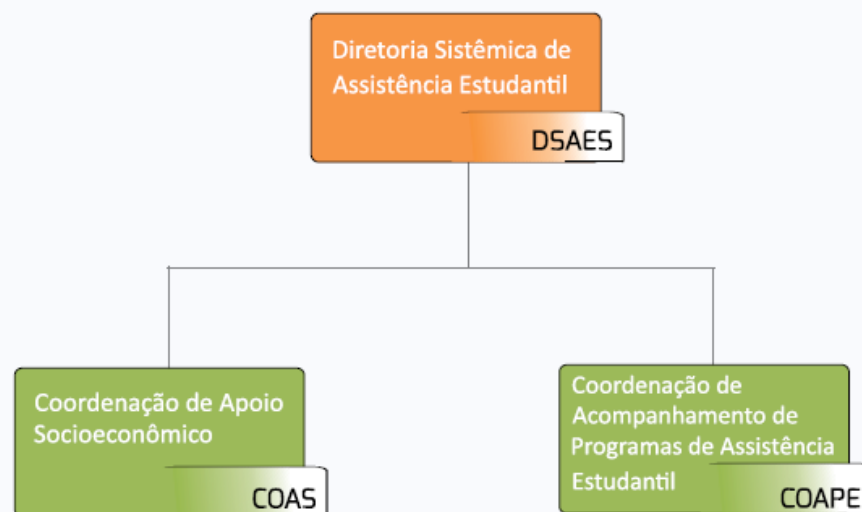 Diretoria Sistêmica de
Assistência Estudantil
DSAES
Coordenação de Apoio
Socioeconômico
COAS
Coordenação de
Acompanhamento de
Programas de Assistência
Estudantil
COAPE